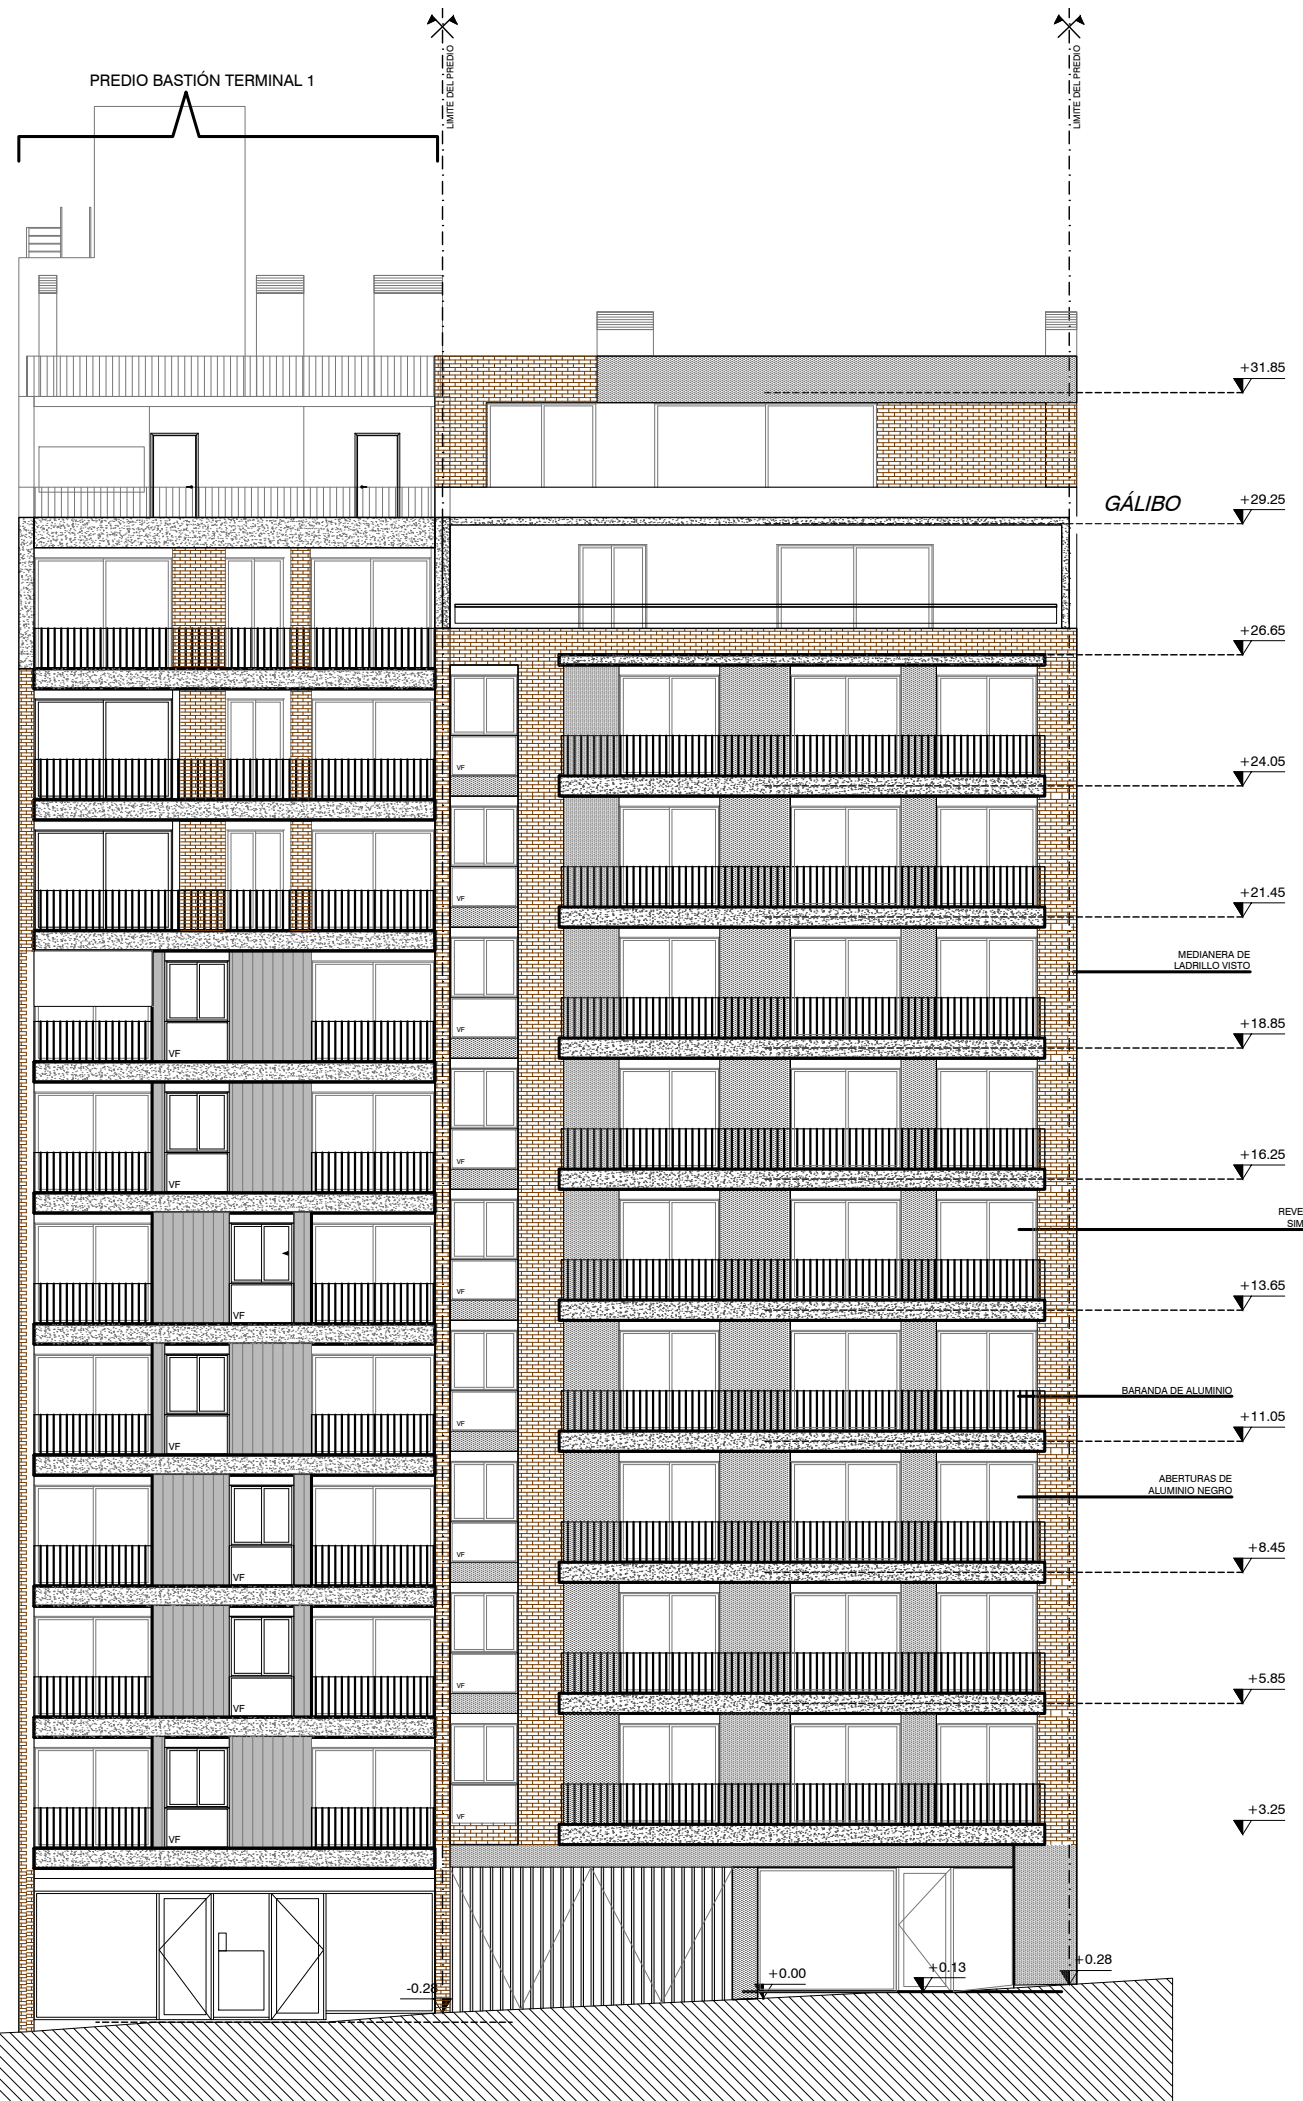 LIMITE DEL PREDIO
LIMITE DEL PREDIO
PREDIO BASTIÓN TERMINAL 1
+31.85
GÁLIBO
+29.25
+26.65
+24.05
VF
+21.45
VF
MEDIANERA DE
LADRILLO VISTO
+18.85
VF
VF
+16.25
VF
VF
REVE
SIM
+13.65
VF
VF
BARANDA DE ALUMINIO
+11.05
VF
VF
ABERTURAS DE
ALUMINIO NEGRO
+8.45
VF
VF
+5.85
VF
VF
+3.25
VF
VF
+0.28
+0.13
+0.00
-0.28